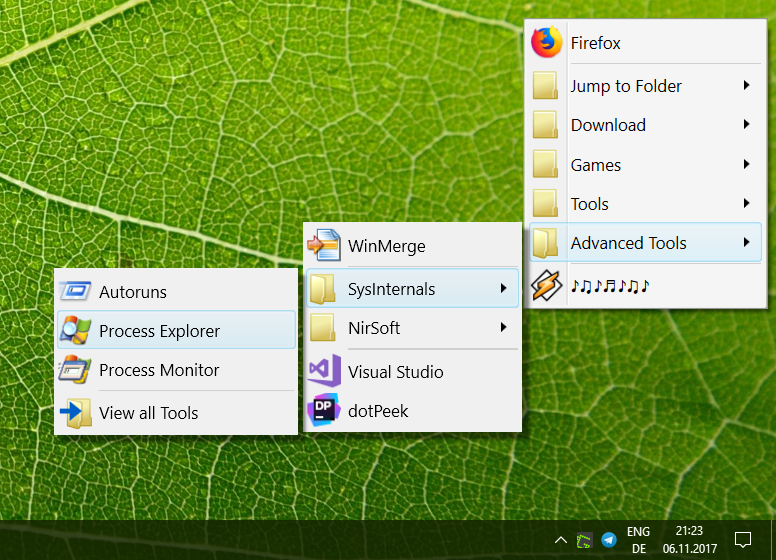 Firefox
Jump to Folder
Download
Games
Tools
Advanced Tools
♪♫♪♬♪♫♪
WinMerge
SysInternals
NirSoft
Visual Studio
DP
dotPeek
Autoruns
Process Explorer
Process Monitor
View all Tools
ENG
DE
21:23
06.11.2017